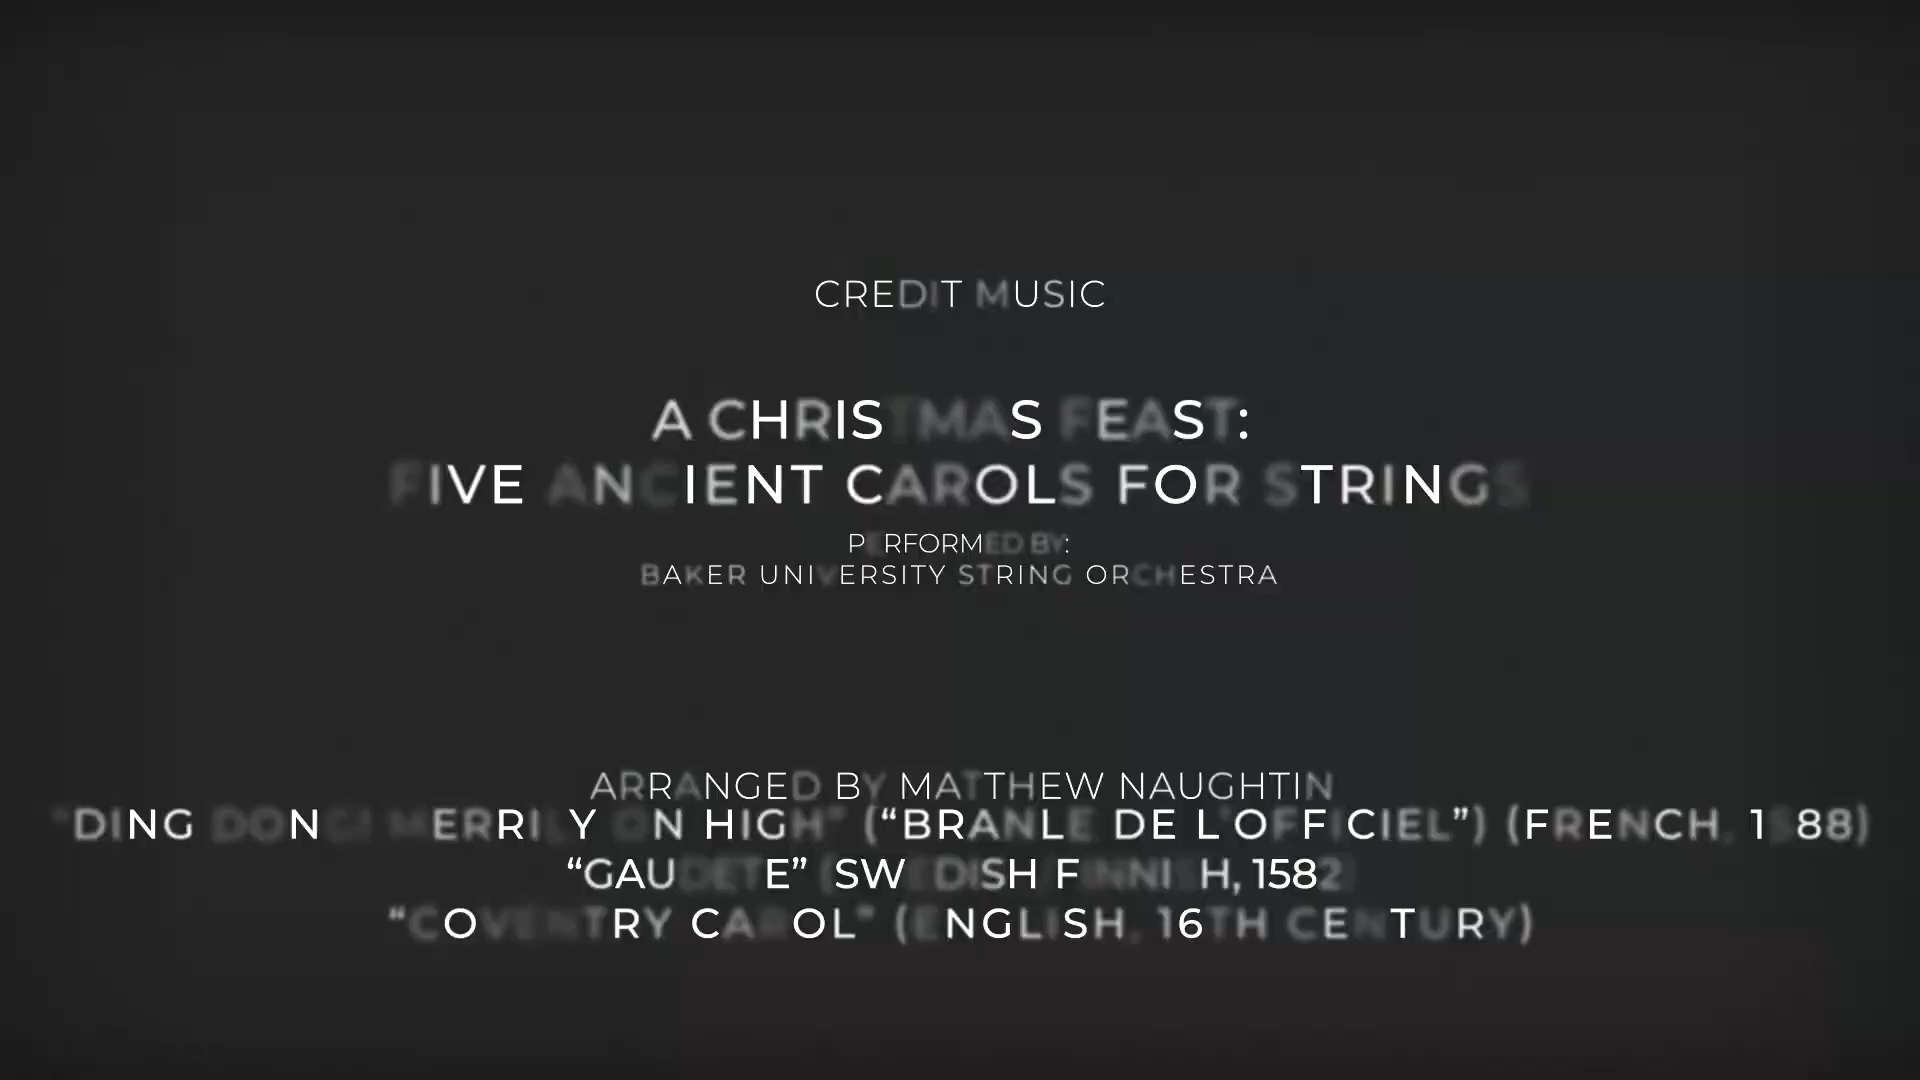 CREDIT MUSIC
A CHRISTMAS FEAST:
FIVE ANCIENT CAROLS FOR STRINGS
PERFORMED BY:
BAKER UNIVERSITY STRING ORCHESTRA
ARRANGED BY MATTHEW NAUGHTIN
“DING DONG! MERRILY ON HIGH” (“BRANLE DE L'OFFICIEL”) (FRENCH, 1588)
“GAUDETE” (SWEDISH FINNISH, 1582)
“COVENTRY CAROL” (ENGLISH, 16TH CENTURY)